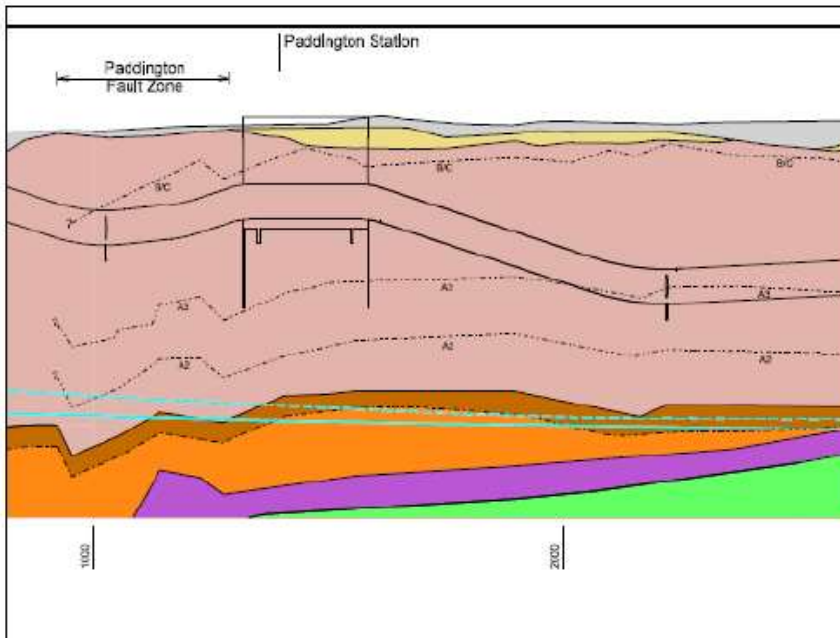 Paddington Station
Paddington
Fault Zone
B/C
B/C
B/C
A3
A3
A3
A2
A2
A2
1000
2000